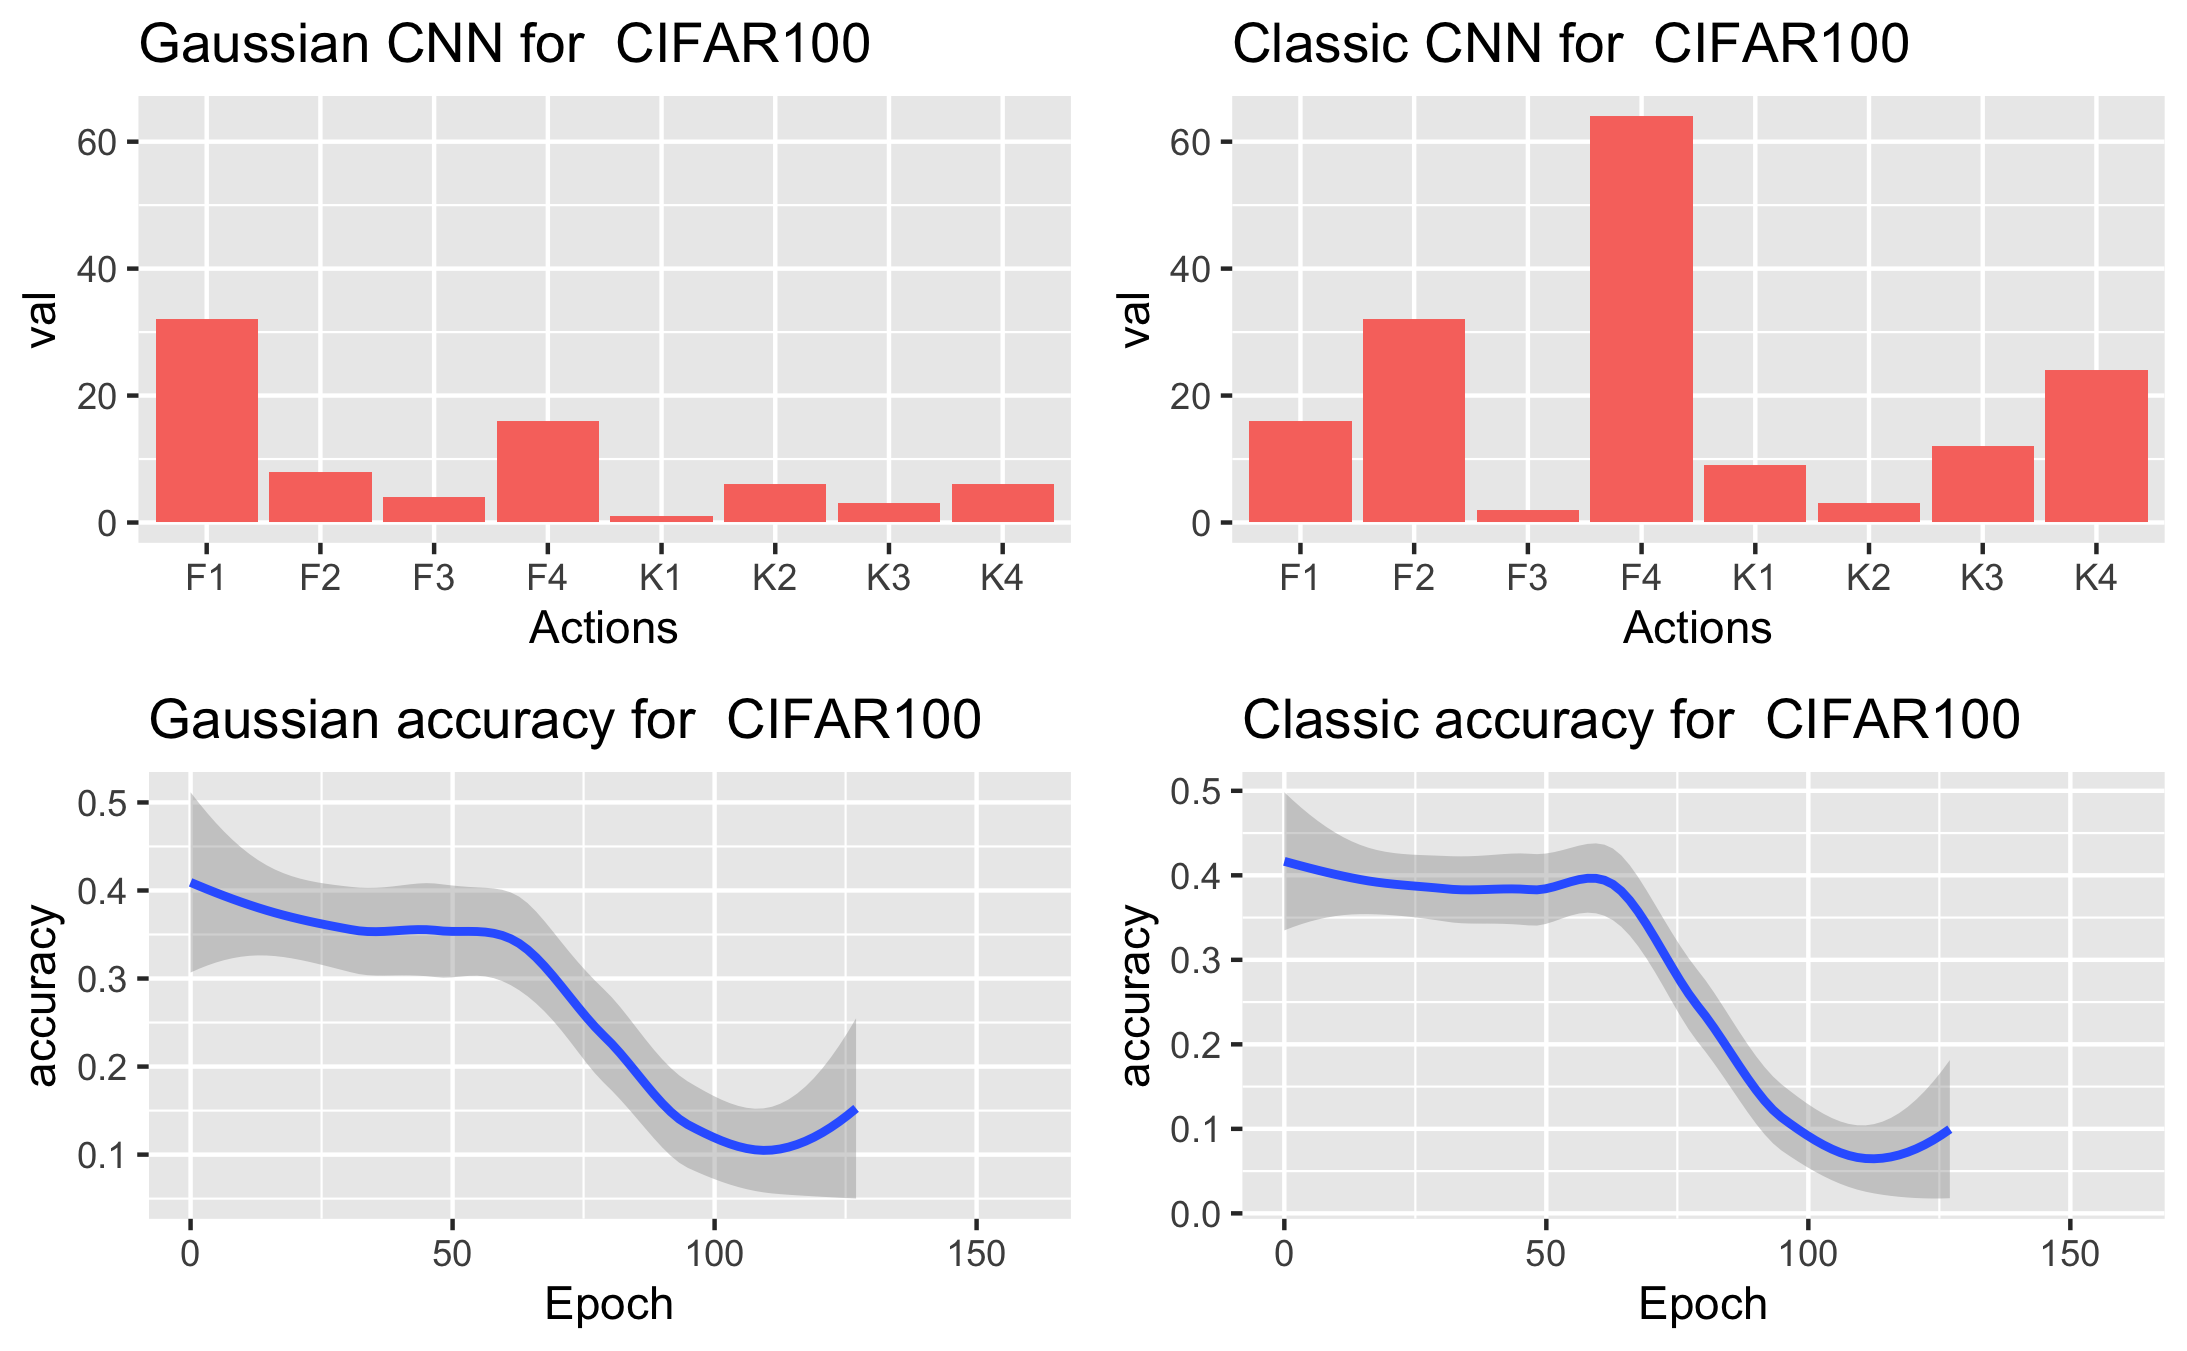 Gaussian CNN for  CIFAR100
60
40
20
0
val
F1 F2 F3 F4 K1 K2 K3 K4
Actions
Classic CNN for  CIFAR100
60
40
20
0
val
F1 F2 F3 F4 K1 K2 K3 K4
Actions
Gaussian accuracy for  CIFAR100
0.5
0.4
0.3
0.2
0.1
accuracy
0 50 100 150
Epoch
Classic accuracy for  CIFAR100
0.5
0.4
0.3
0.2
0.1
0.0
accuracy
0 50 100 150
Epoch